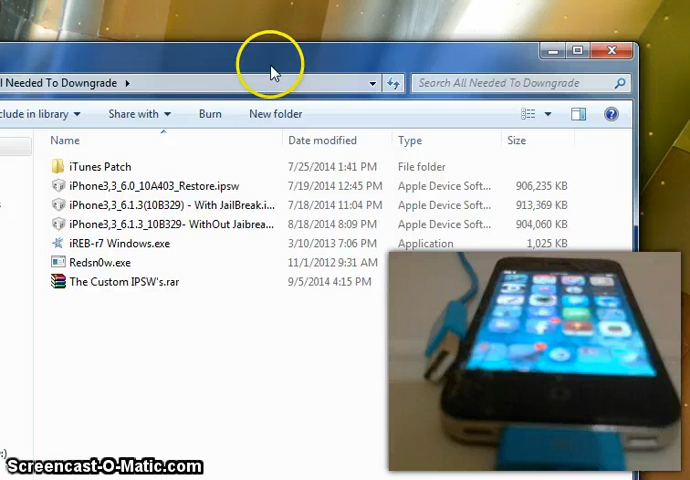 ll Needed To Downgrade
Search All Needed To Downgrade
clude in library
Share with
Burn
New folder
Name
Date modified
Type
Size
iTunes Patch
7/25/2014 1:41 PM
File folder
iPhone3,3_6.0_10A403_Restore.ipsw
7/19/2014 12:45 PM
Apple Device Soft...
906,235 KB
iPhone3,3_6.1.3(10B329) - With JailBreak.i...
7/18/2014 11:04 PM
Apple Device Soft...
913,369 KB
iPhone3,3_6.1.3_10B329- WithOut Jaibrea...
8/18/2014 8:09 PM
Apple Device Soft...
904,060 KB
iREB-r7 Windows.exe
3/10/2013 7:06 PM
Application
1,025 KB
Redsn0w.exe
11/1/2012 9:31 AM
The Custom IPSW's.rar
9/5/2014 4:15 PM
:)
Screencast-O-Matic.com